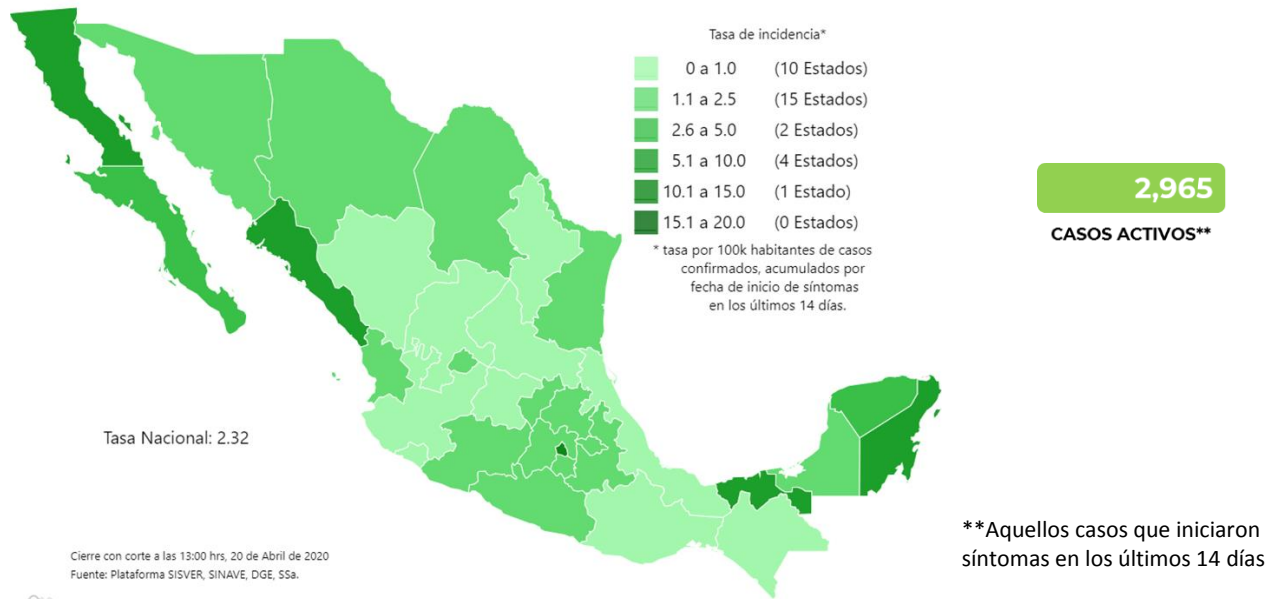 Tasa de incidencia*
0 a 1.0 (10 Estados)
1.1 a 2.5 (15 Estados)
2.6 a 5.0 (2 Estados)
5.1 a 10.0 (4 Estados)
10.1 a 15.0 (1 Estado)
15.1 a 20.0 (0 Estados)
* tasa por 100k habitantes de casos
confirmados, acumulados por
fecha de inicio de síntomas
en los últimos 14 días.
2,965
CASOS ACTIVOS**
Tasa Nacional: 2.32
**Aquellos casos que iniciaron
síntomas en los últimos 14 días
Cierre con corte a las 13:00 hrs, 20 de Abril de 2020
Fuente: Plataforma SISVER, SINAVE, DGE, SSa.